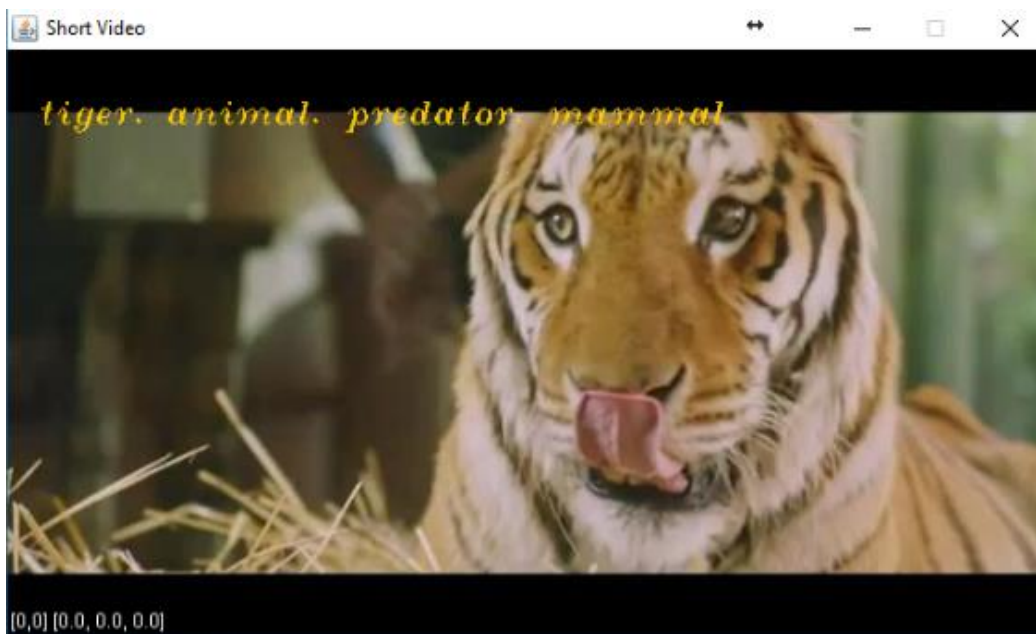 Short Video
tiger. animal. predator. mammal
[0,0] [0.0, 0.0, 0.0]